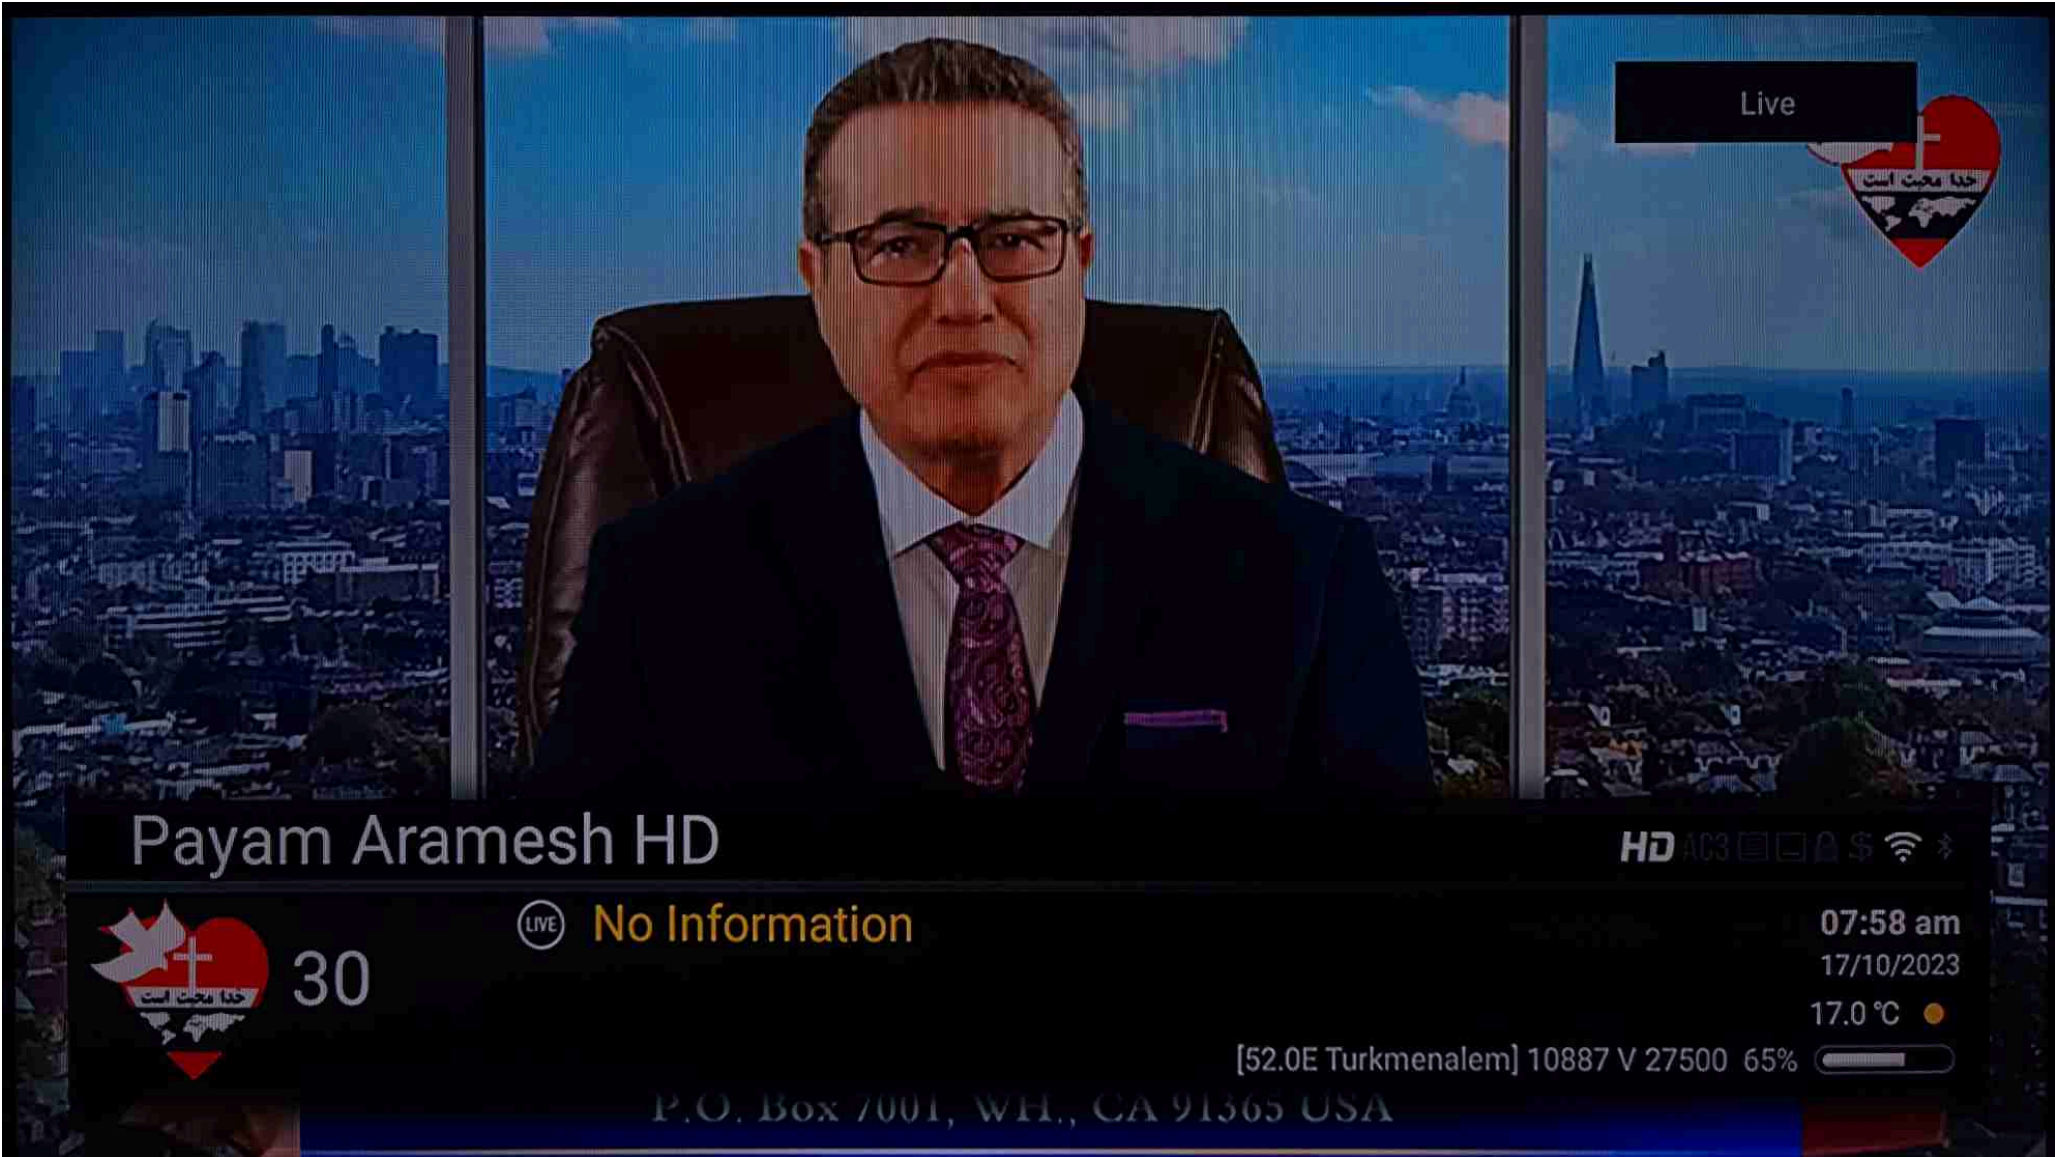 Live
خدا محبت است
Payam Aramesh HD
HD AC3 $
LIVE No Information
30
خدا محبت است
07:58 am
17/10/2023
17.0 °C
[52.0E Turkmenalem] 10887 V 27500 65%
P.O. Box 7001, WH., CA 91365 USA